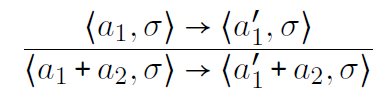 ⟨a₁, σ⟩ → ⟨a₁′, σ⟩
⟨a₁ + a₂, σ⟩ → ⟨a₁′ + a₂, σ⟩